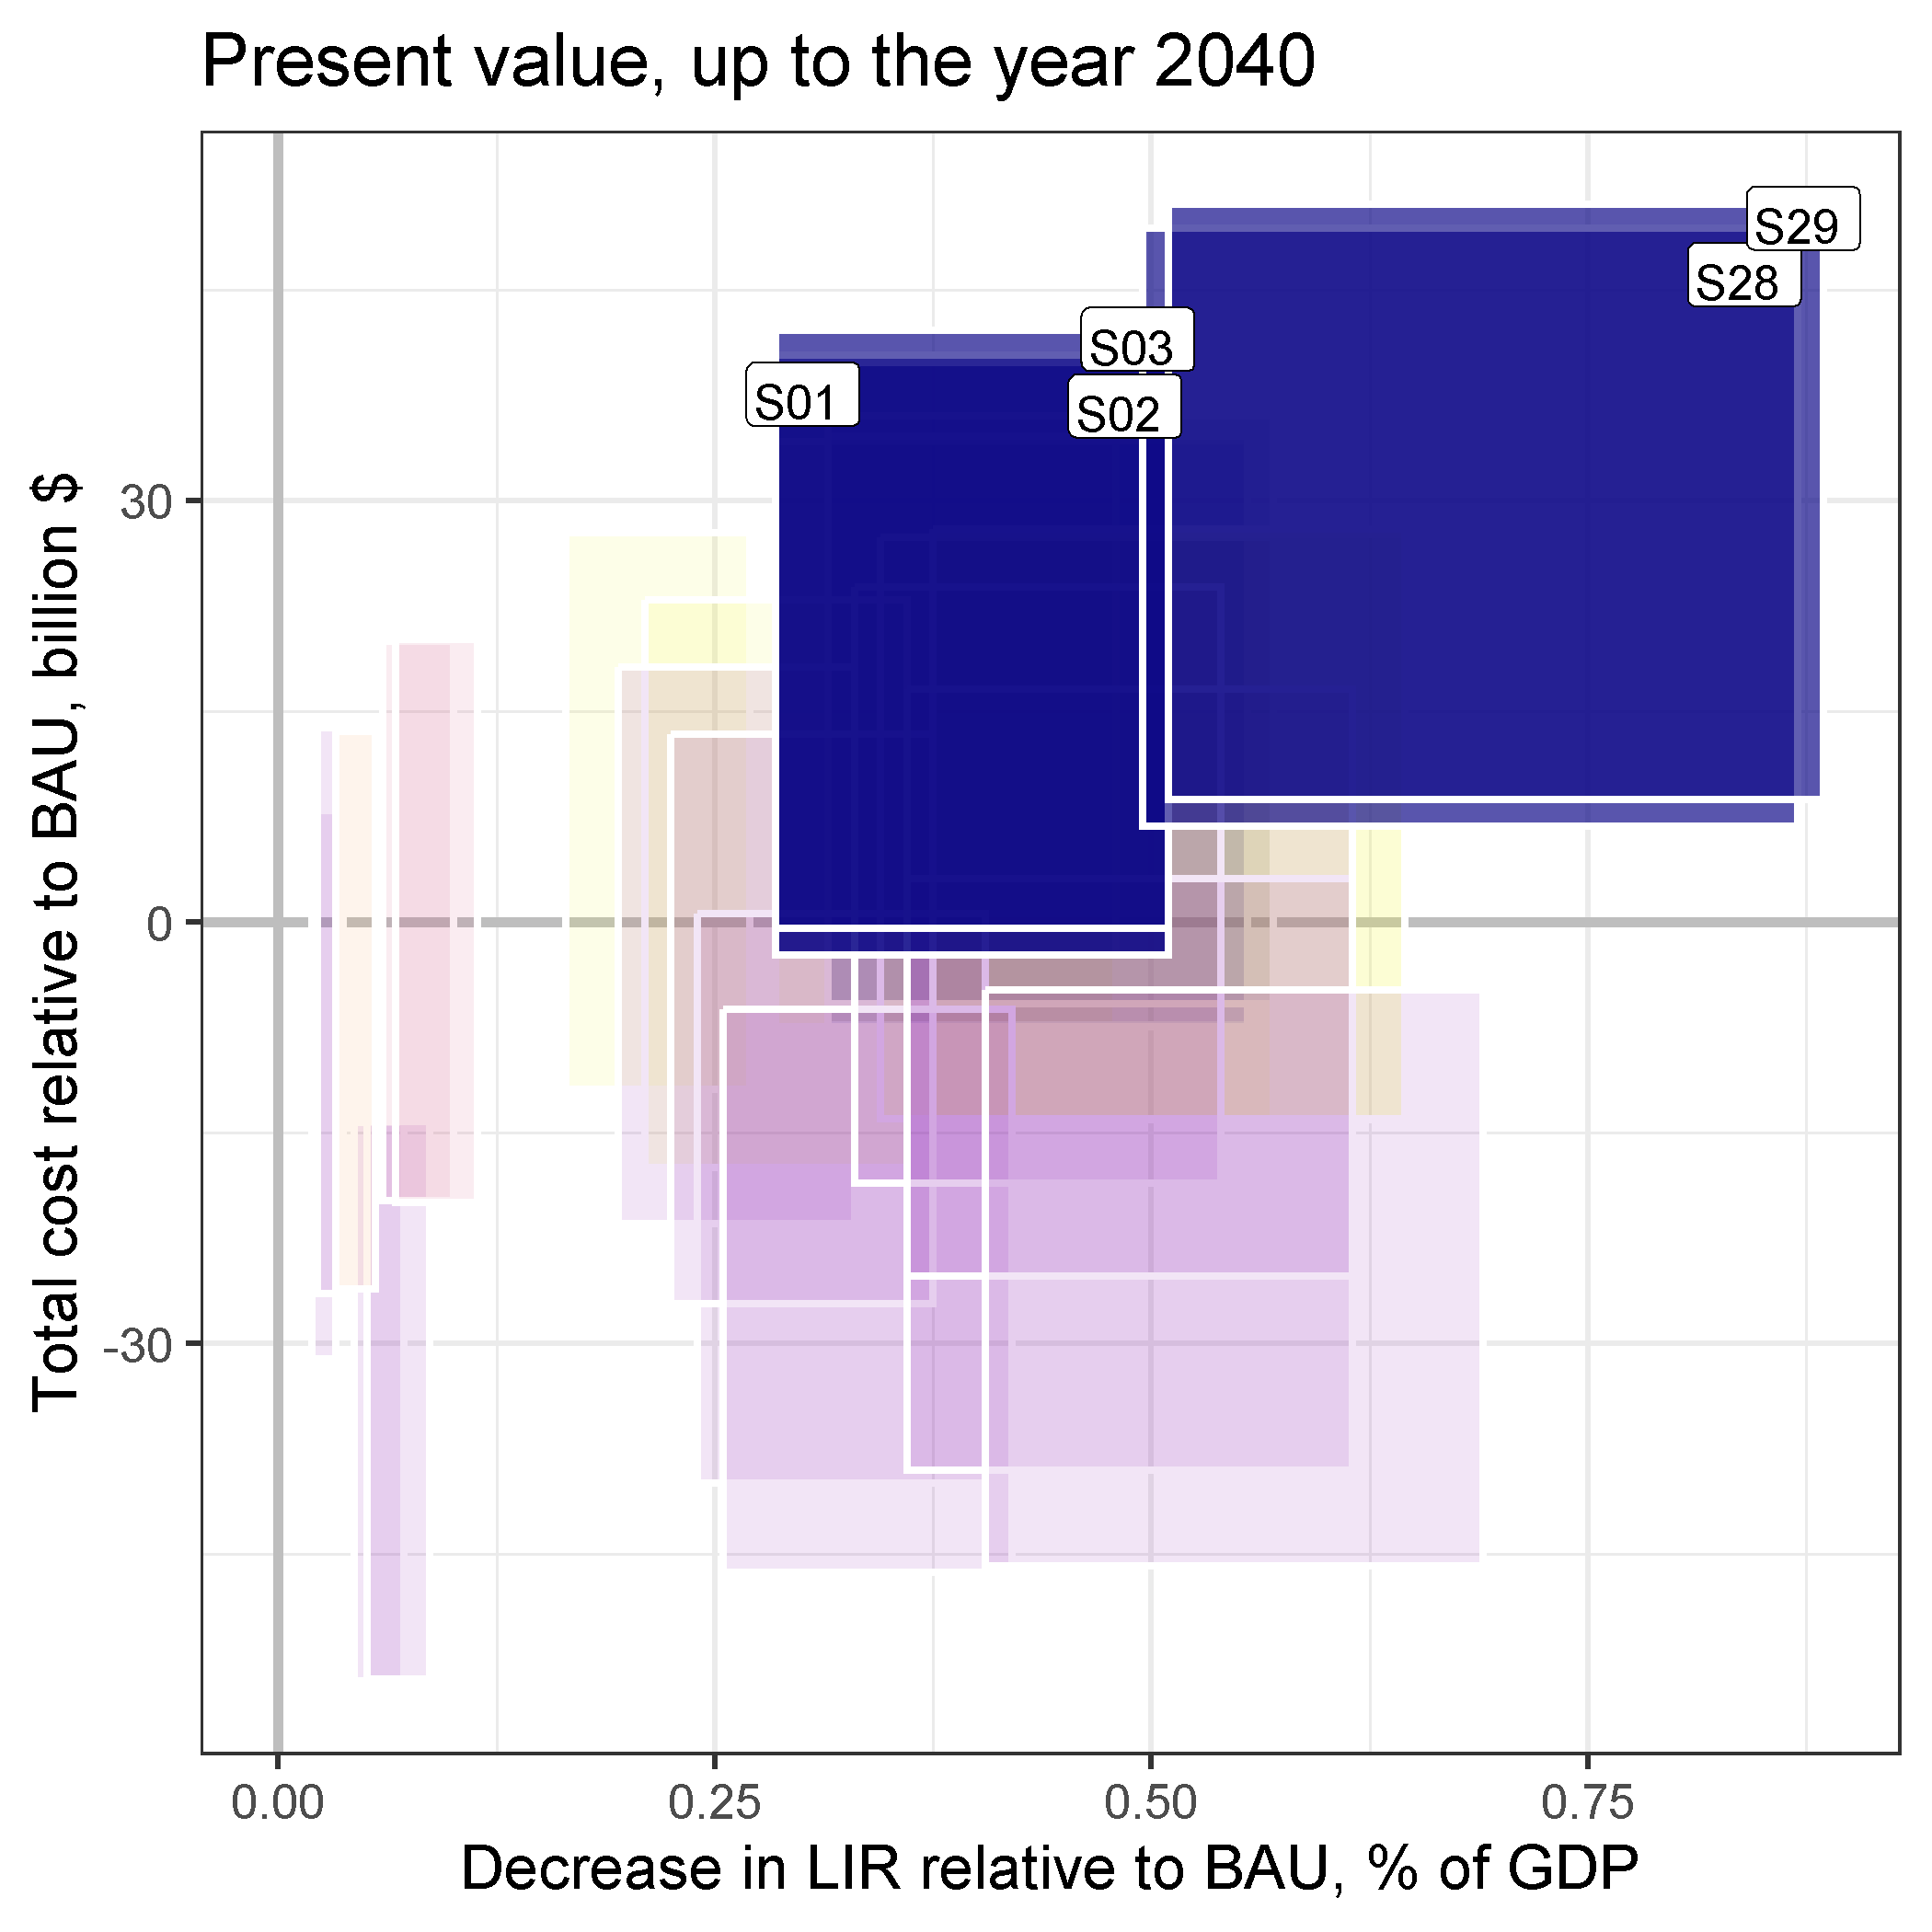 Present value, up to the year 2040
Total cost relative to BAU, billion $
30
0
-30
S29
S28
S03
S01
S02
0.00
0.25
0.50
0.75
Decrease in LIR relative to BAU, % of GDP